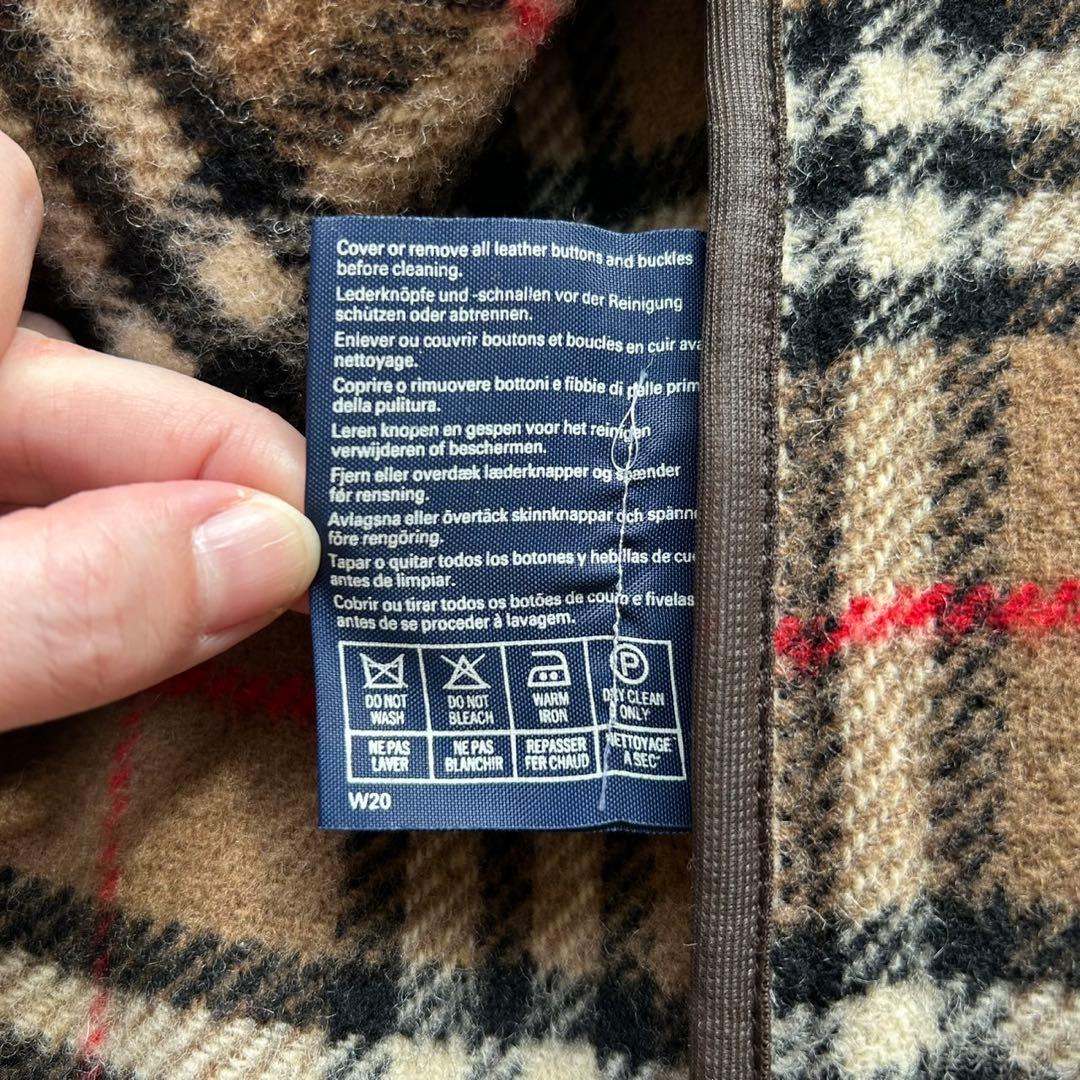 Cover or remove all leather buttons and buckles
before cleaning.
Lederknöpfe und -schnallen vor der Reinigung
schützen oder abtrennen.
Enlever ou couvrir boutons et boucles en cuir ava
nettoyage.
Coprire o rimuovere bottoni e fibbie di pelle prim
della pulitura.
Leren knopen en gespen voor het reinigen
verwijderen of beschermen.
Fjern eller overdæk læderknapper og spænder
før rensning.
Avlagsna eller övertäck skinnknappar och spänn
före rengöring.
Tapar o quitar todos los botones y hebillas de cu
antes de limpiar.
Cobrir ou tirar todos os botões de couro e fivelas
antes de se proceder à lavagem.
P
DO NOT WASH DO NOT BLEACH WARM IRON DRY CLEAN ONLY
NE PAS LAVER NE PAS BLANCHIR REPASSER FER CHAUD NETTOYAGE A SEC
W20